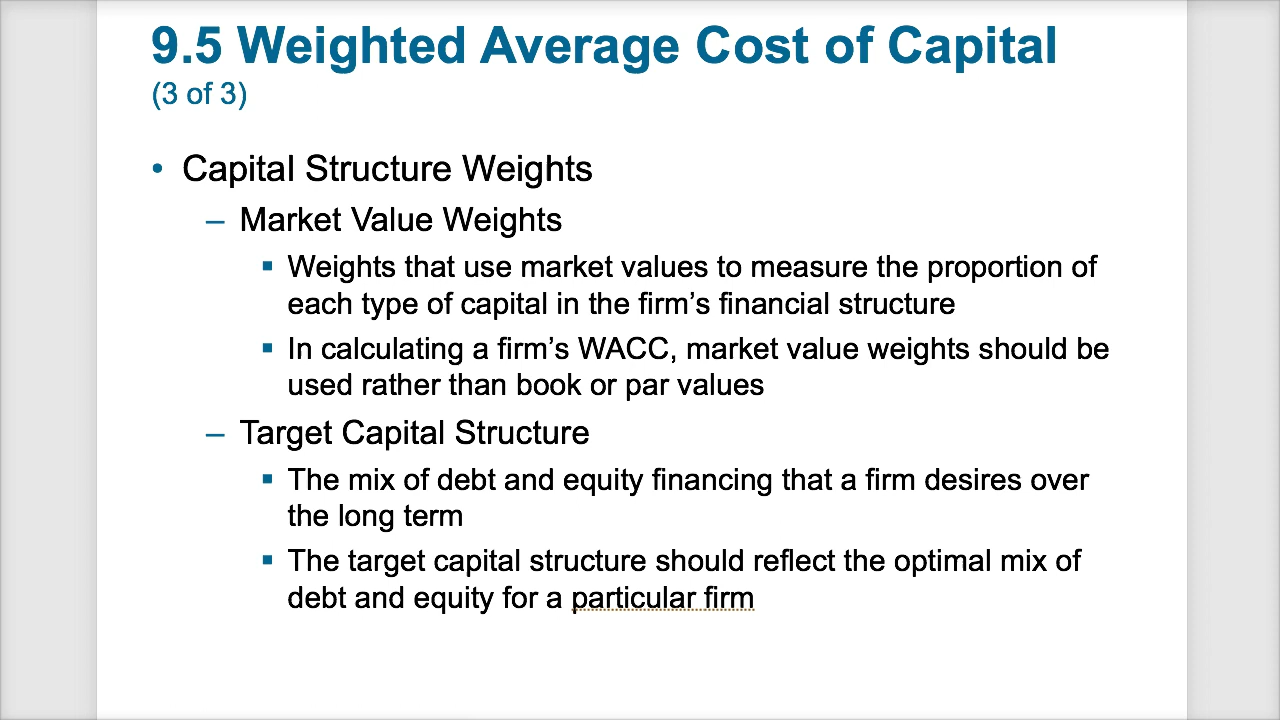 9.5 Weighted Average Cost of Capital
(3 of 3)
• Capital Structure Weights
– Market Value Weights
▪ Weights that use market values to measure the proportion of
each type of capital in the firm’s financial structure
▪ In calculating a firm’s WACC, market value weights should be
used rather than book or par values
– Target Capital Structure
▪ The mix of debt and equity financing that a firm desires over
the long term
▪ The target capital structure should reflect the optimal mix of
debt and equity for a particular firm